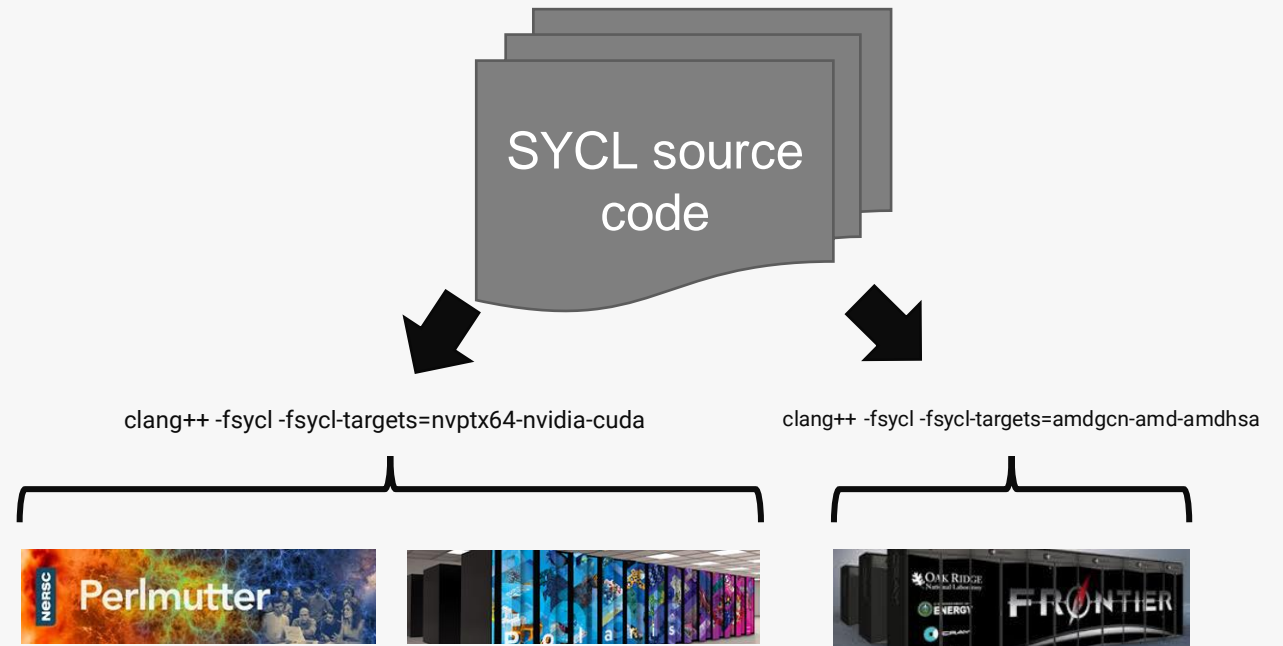 SYCL source
code
clang++ -fsycl -fsycl-targets=nvptx64-nvidia-cuda
clang++ -fsycl -fsycl-targets=amdgcn-amd-amdhsa
NERSC
Perlmutter
Polaris
OAK RIDGE
National Laboratory
ENERGY
CRAY
FRONTIER